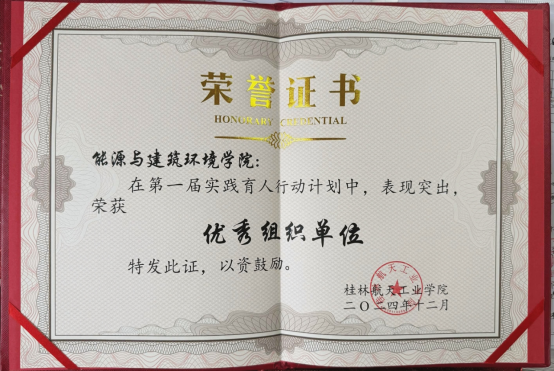 荣誉证书
HONORARY CREDENTIAL
能源与建筑环境学院：
在第一届实践育人行动计划中，表现突出，
荣获
优秀组织单位
特发此证，以资鼓励。
桂林航天工业学院
二〇二四年十二月